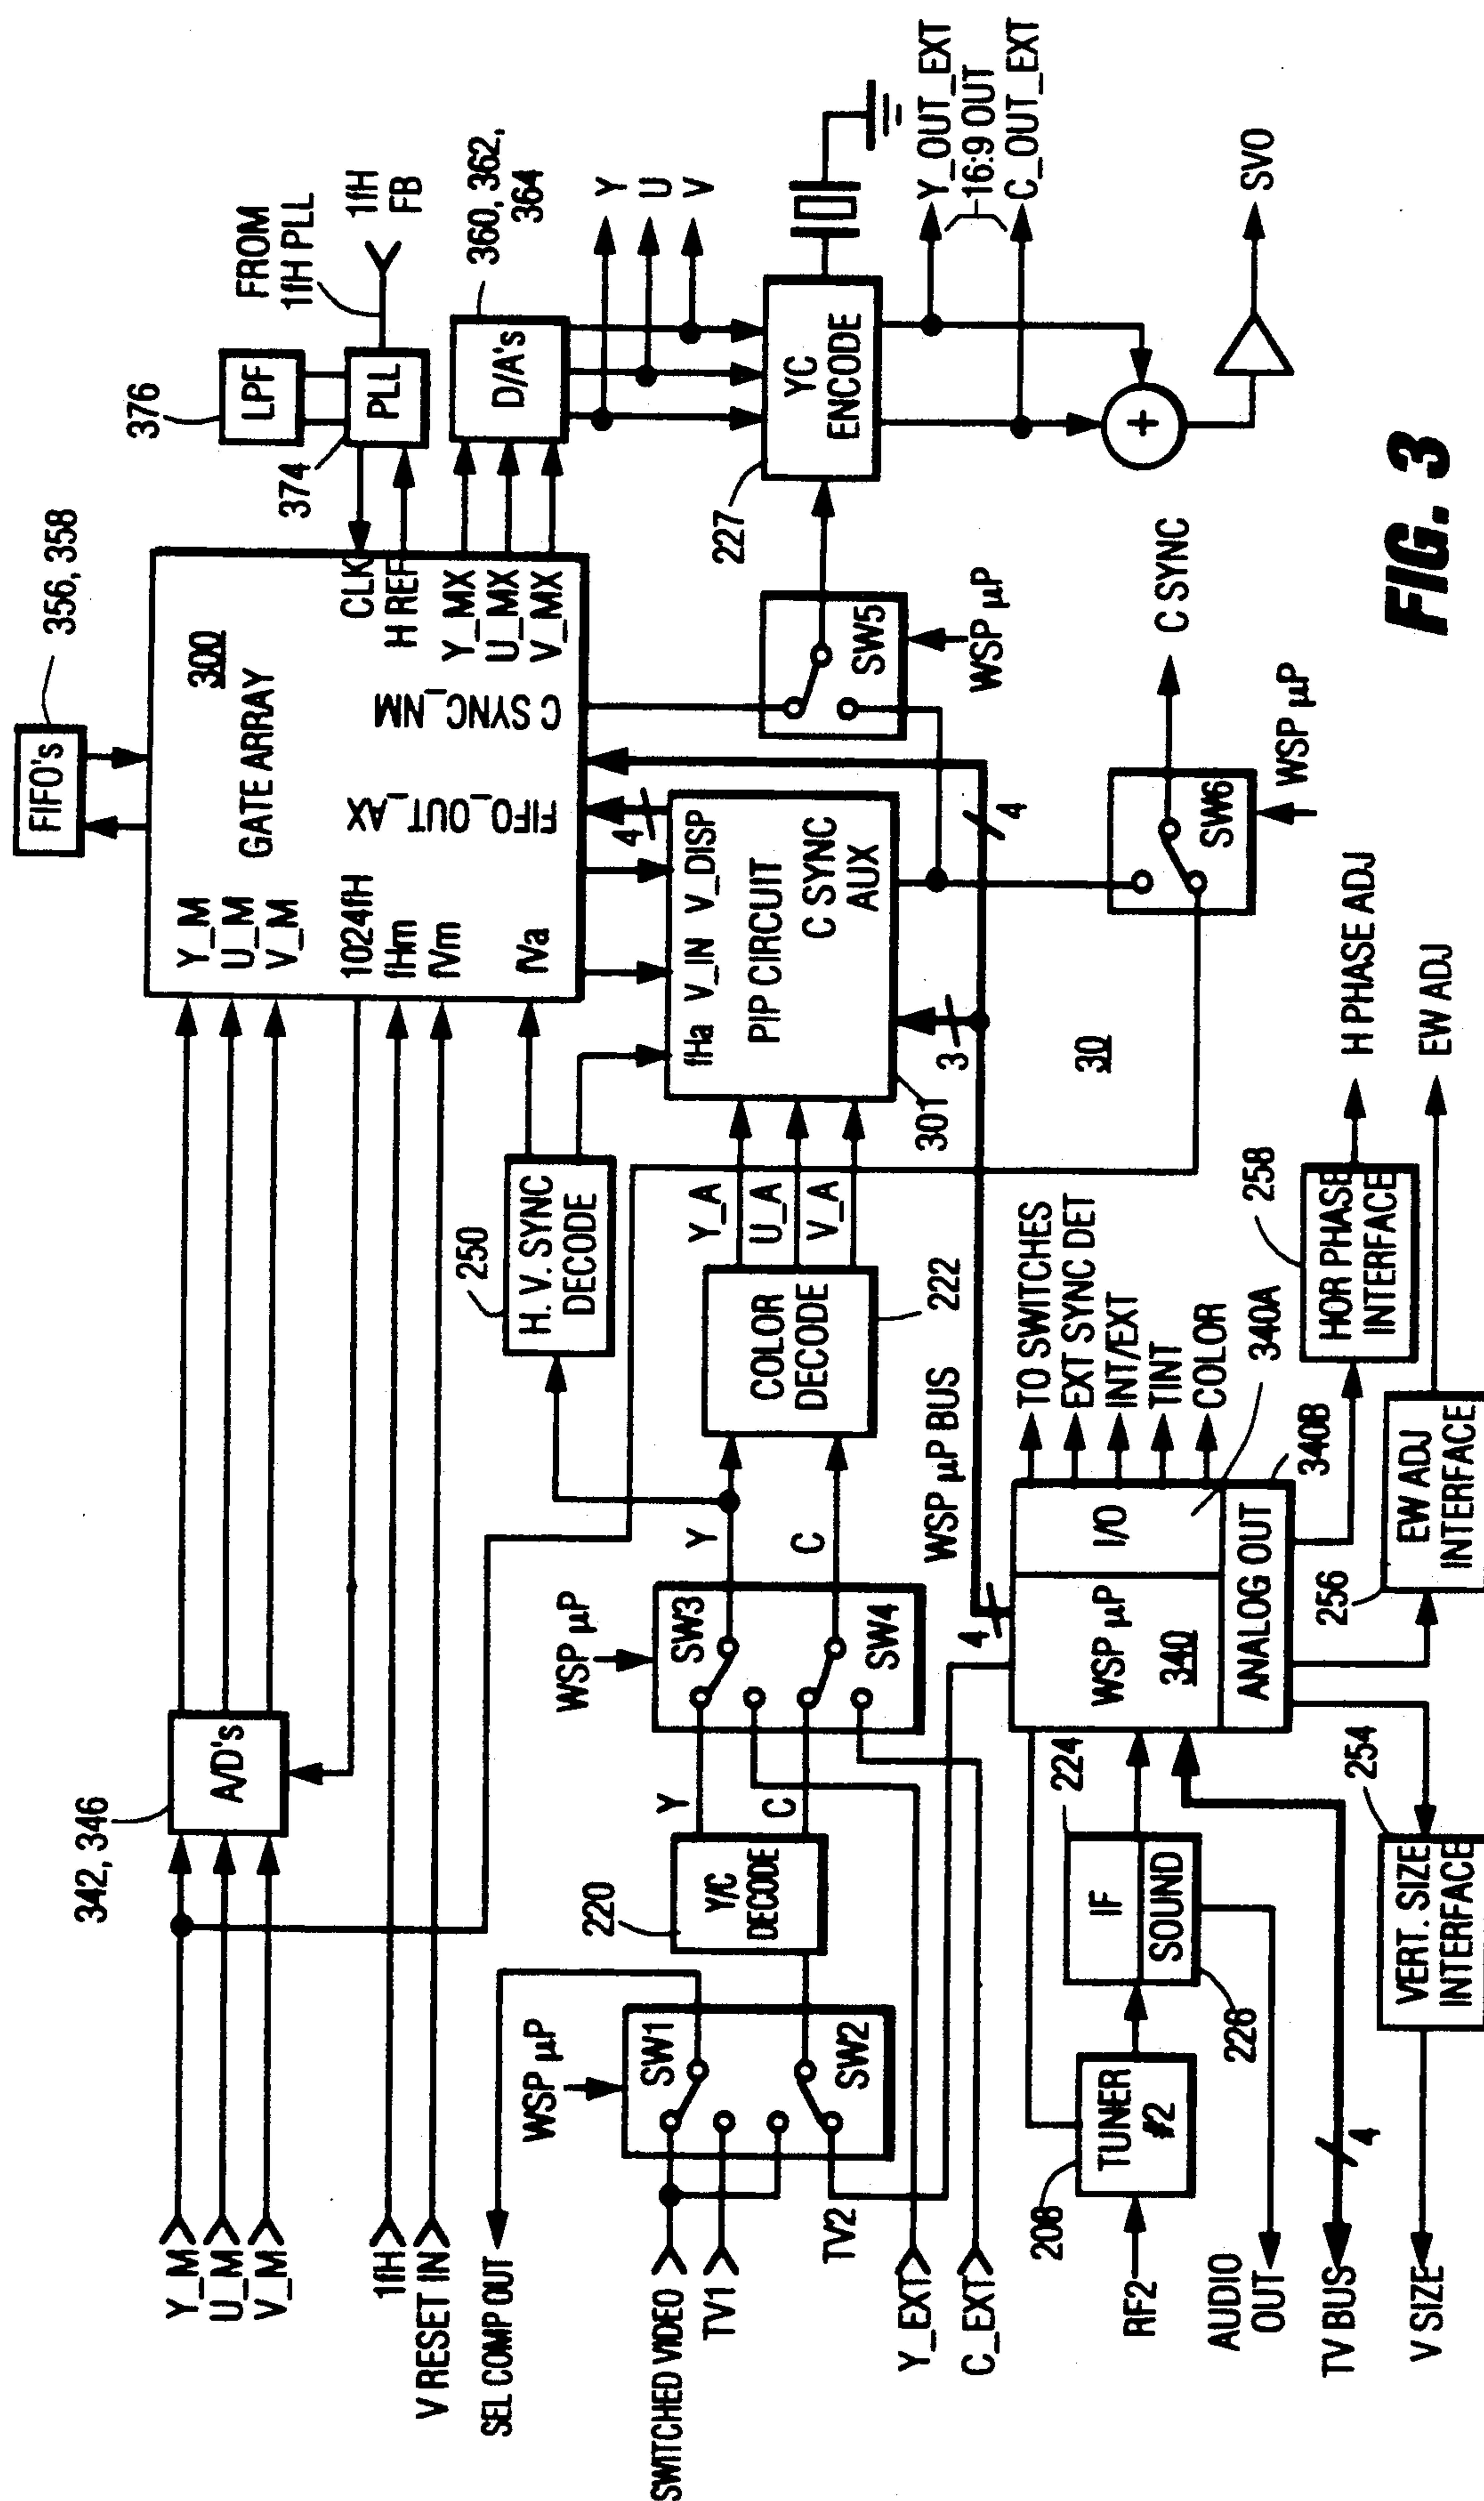 Y_M
U_M
V_M
1fH
V RESET IN
SEL COMP OUT
SWITCHED VIDEO
TV1
TV2
Y_EXT
C_EXT
RF2
AUDIO
OUT
TV BUS
V SIZE
342, 346
A/D's
WSP µP
SW1
SW2
220
Y/C
DECODE
Y
C
WSP µP
SW3
SW4
Y
C
208
TUNER
#2
224
IF
SOUND
226
4
254
VERT. SIZE
INTERFACE
WSP µP
340
I/O
ANALOG OUT
4
WSP µP BUS
TO SWITCHES
EXT SYNC DET
INT/EXT
TINT
COLOR
340A
340B
256
EW ADJ
INTERFACE
EW ADJ
258
HOR PHASE
INTERFACE
H PHASE ADJ
250
H. V. SYNC
DECODE
COLOR
DECODE
222
Y_A
U_A
V_A
FIFO's
356, 358
Y_M
U_M
V_M
1024fH
fHm
fVm
fVa
GATE ARRAY
300
FIFO_OUT_AX
C SYNC_NM
CLK
H REF
Y_MX
U_MX
V_MX
fHa V_IN V_DISP
PIP CIRCUIT
C SYNC
AUX
301
4
3
4
30
SW5
WSP µP
SW6
WSP µP
C SYNC
376
LPF
374
PLL
FROM
1fH PLL
1fH
FB
D/A's
360, 362,
364
Y
U
V
227
YC
ENCODE
Y_OUT_EXT
16:9 OUT
C_OUT_EXT
+
SVO
FIG. 3